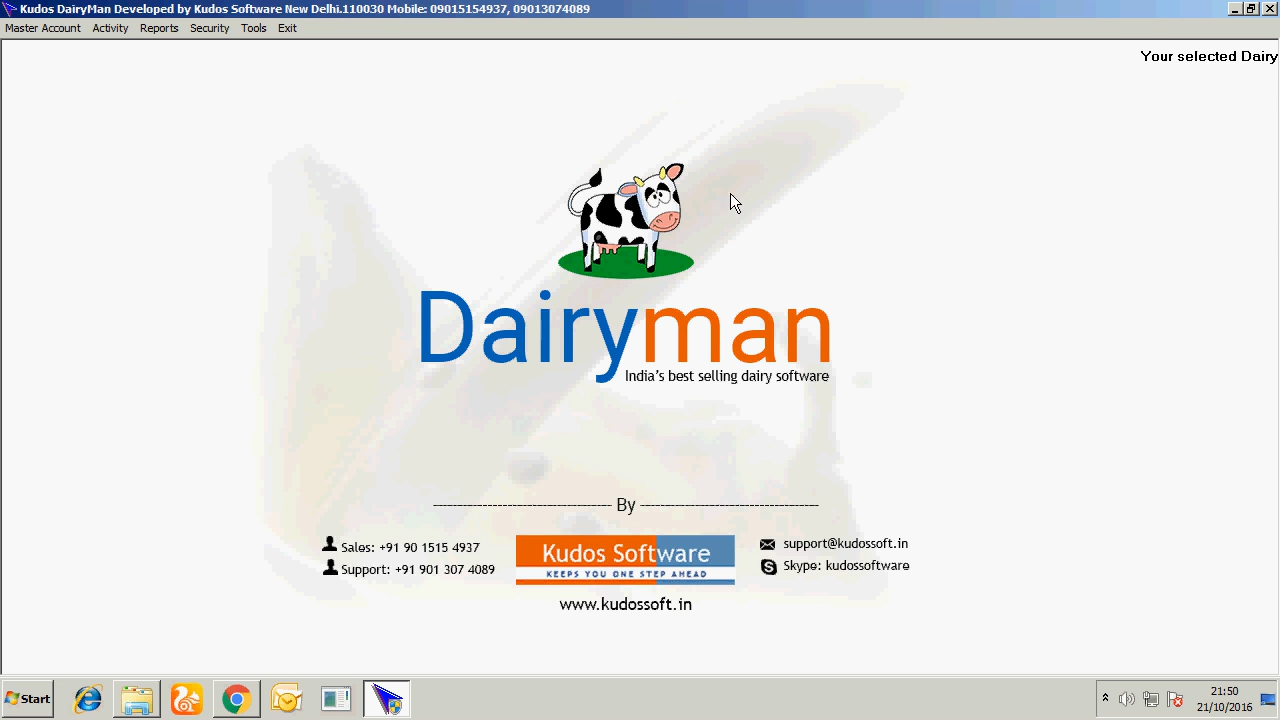 Kudos DairyMan Developed by Kudos Software New Delhi.110030 Mobile: 09015154937, 09013074089
Master Account Activity Reports Security Tools Exit
Your selected Dairy
Dairyman
India's best selling dairy software
By
Sales: +91 90 1515 4937
Support: +91 901 307 4089
Kudos Software
KEEPS YOU ONE STEP AHEAD
support@kudossoft.in
Skype: kudossoftware
www.kudossoft.in
Start
21:50
21/10/2016